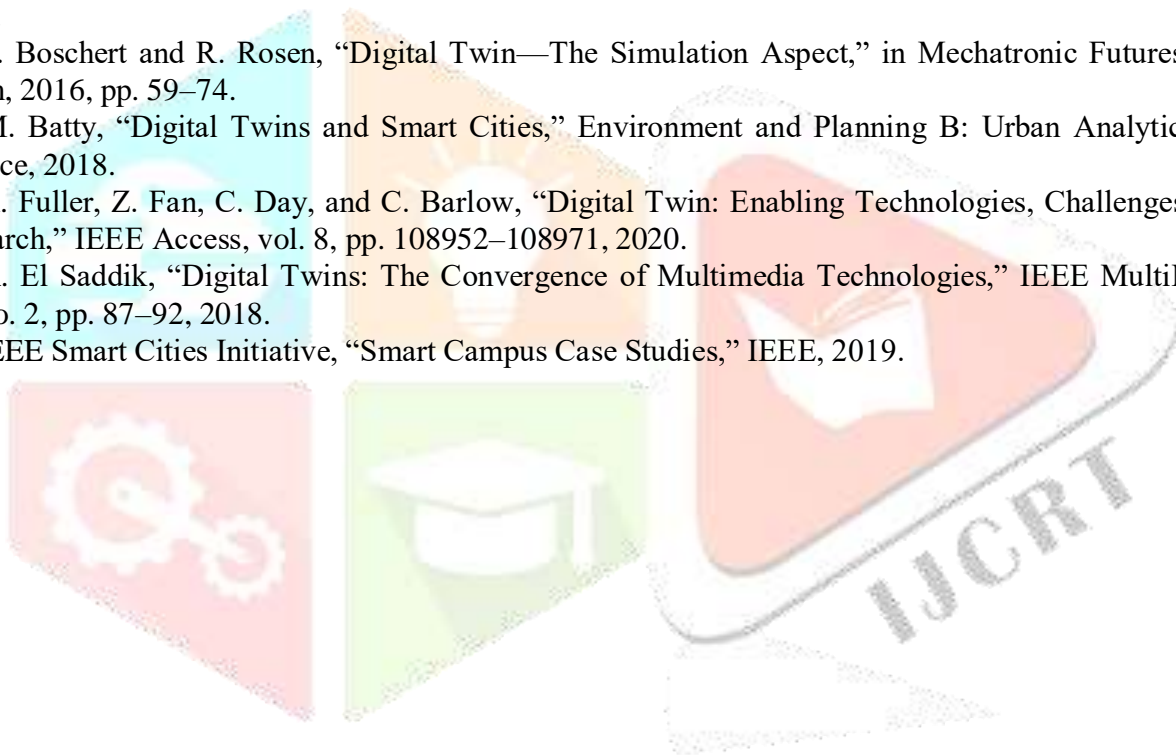 . Boschert and R. Rosen, “Digital Twin—The Simulation Aspect,” in Mechatronic Futures
n, 2016, pp. 59–74.
M. Batty, “Digital Twins and Smart Cities,” Environment and Planning B: Urban Analytic
ce, 2018.
. Fuller, Z. Fan, C. Day, and C. Barlow, “Digital Twin: Enabling Technologies, Challenges
arch,” IEEE Access, vol. 8, pp. 108952–108971, 2020.
. El Saddik, “Digital Twins: The Convergence of Multimedia Technologies,” IEEE Multi
o. 2, pp. 87–92, 2018.
EEE Smart Cities Initiative, “Smart Campus Case Studies,” IEEE, 2019.
IJCRT